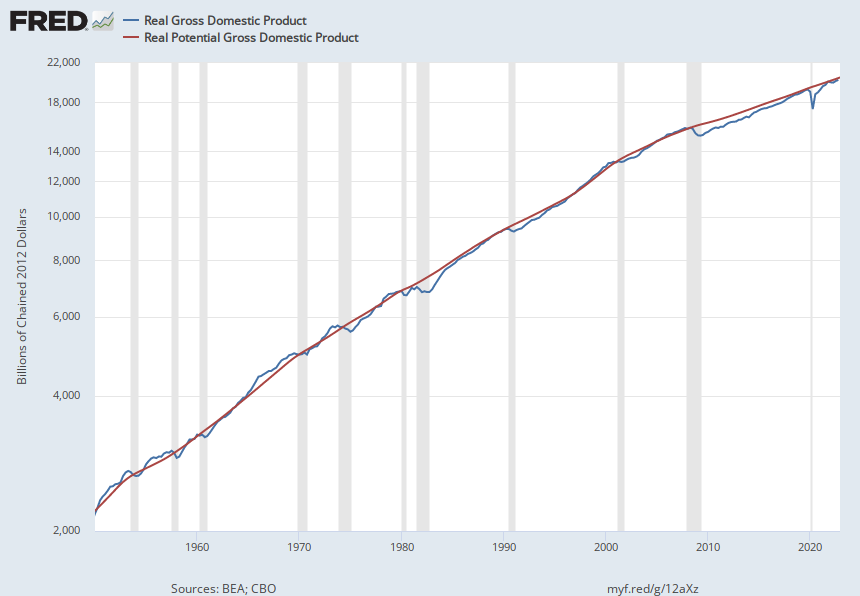 FRED
Real Gross Domestic Product
Real Potential Gross Domestic Product
Billions of Chained 2012 Dollars
22,000
18,000
14,000
12,000
10,000
8,000
6,000
4,000
2,000
1960 1970 1980 1990 2000 2010 2020
Sources: BEA; CBO myf.red/g/12aXz